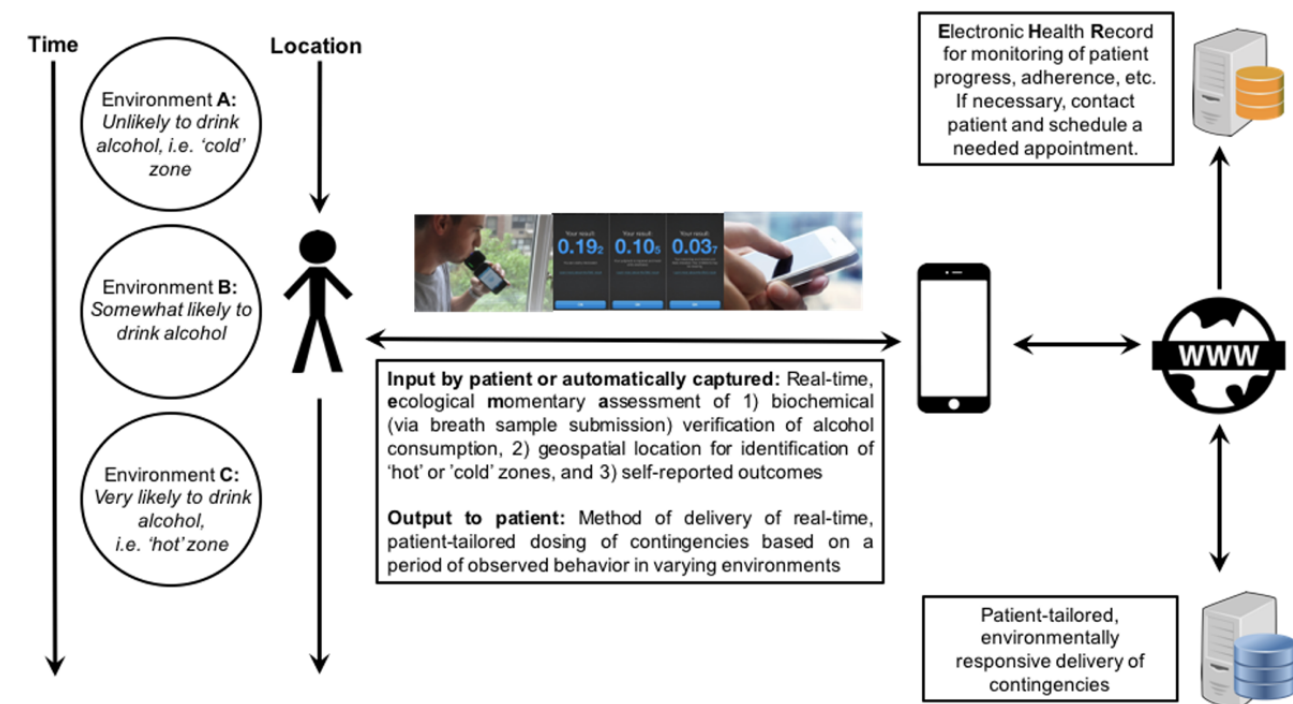 Time
Location
Environment A:
Unlikely to drink
alcohol, i.e. ‘cold’
zone
Environment B:
Somewhat likely to
drink alcohol
Environment C:
Very likely to drink
alcohol,
i.e. ‘hot’ zone
Your result:
0.192
Your result:
0.105
Your result:
0.037
Input by patient or automatically captured: Real-time,
ecological momentary assessment of 1) biochemical
(via breath sample submission) verification of alcohol
consumption, 2) geospatial location for identification of
‘hot’ or ’cold’ zones, and 3) self-reported outcomes
Output to patient: Method of delivery of real-time,
patient-tailored dosing of contingencies based on a
period of observed behavior in varying environments
Electronic Health Record
for monitoring of patient
progress, adherence, etc.
If necessary, contact
patient and schedule a
needed appointment.
WWW
Patient-tailored,
environmentally
responsive delivery of
contingencies